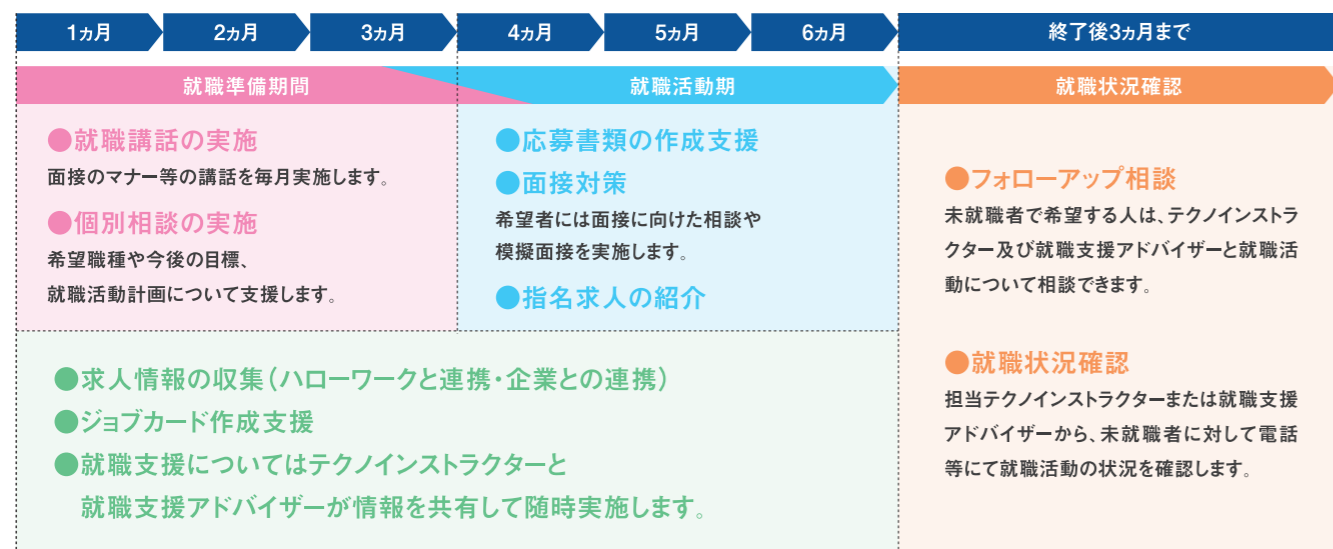 1ヵ月
2ヵ月
3ヵ月
4ヵ月
5ヵ月
6ヵ月
終了後3ヵ月まで
就職準備期間
就職活動期
就職状況確認
●就職講話の実施
面接のマナー等の講話を毎月実施します。
●個別相談の実施
希望職種や今後の目標、
就職活動計画について支援します。
●応募書類の作成支援
●面接対策
希望者には面接に向けた相談や
模擬面接を実施します。
●指名求人の紹介
●求人情報の収集（ハローワークと連携・企業との連携）
●ジョブカード作成支援
●就職支援についてはテクノインストラクターと
就職支援アドバイザーが情報を共有して随時実施します。
●フォローアップ相談
未就職者で希望する人は、テクノインストラ
クター及び就職支援アドバイザーと就職活
動について相談できます。
●就職状況確認
担当テクノインストラクターまたは就職支援
アドバイザーから、未就職者に対して電話
等にて就職活動の状況を確認します。